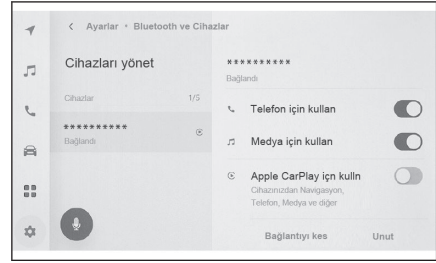 Ayarlar • Bluetooth ve Cihazlar
Cihazları yönet
Cihazlar 1/5
**********
Bağlandı
**********
Bağlandı
Telefon için kullan
Medya için kullan
Apple CarPlay içn kulln
Cihazınızdan Navigasyon,
Telefon, Medya ve diğer
Bağlantıyı kes Unut